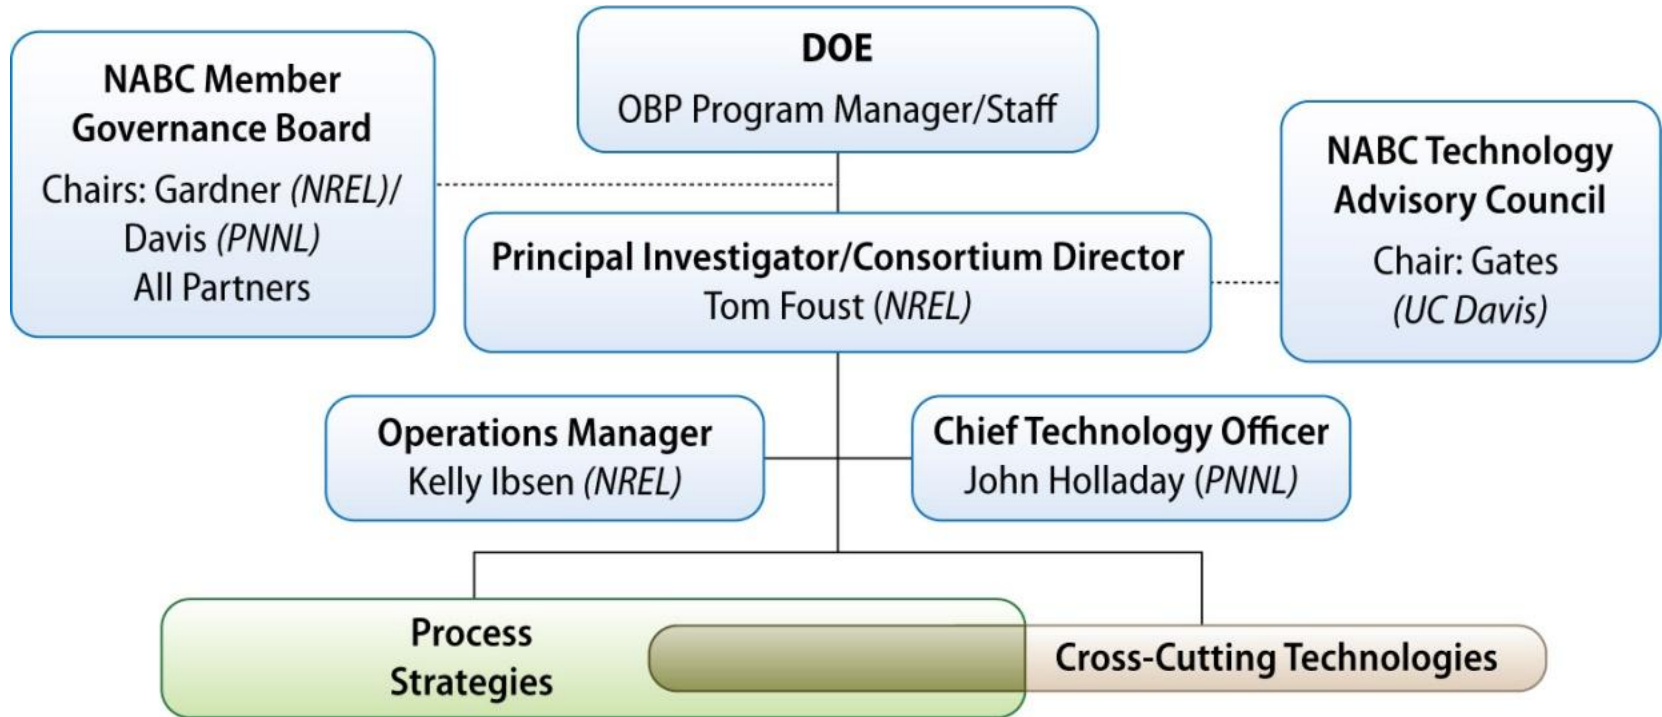 NABC Member
Governance Board
Chairs: Gardner (NREL)/
Davis (PNNL)
All Partners
DOE
OBP Program Manager/Staff
NABC Technology
Advisory Council
Chair: Gates
(UC Davis)
Principal Investigator/Consortium Director
Tom Foust (NREL)
Operations Manager
Kelly Ibsen (NREL)
Chief Technology Officer
John Holladay (PNNL)
Process
Strategies
Cross-Cutting Technologies